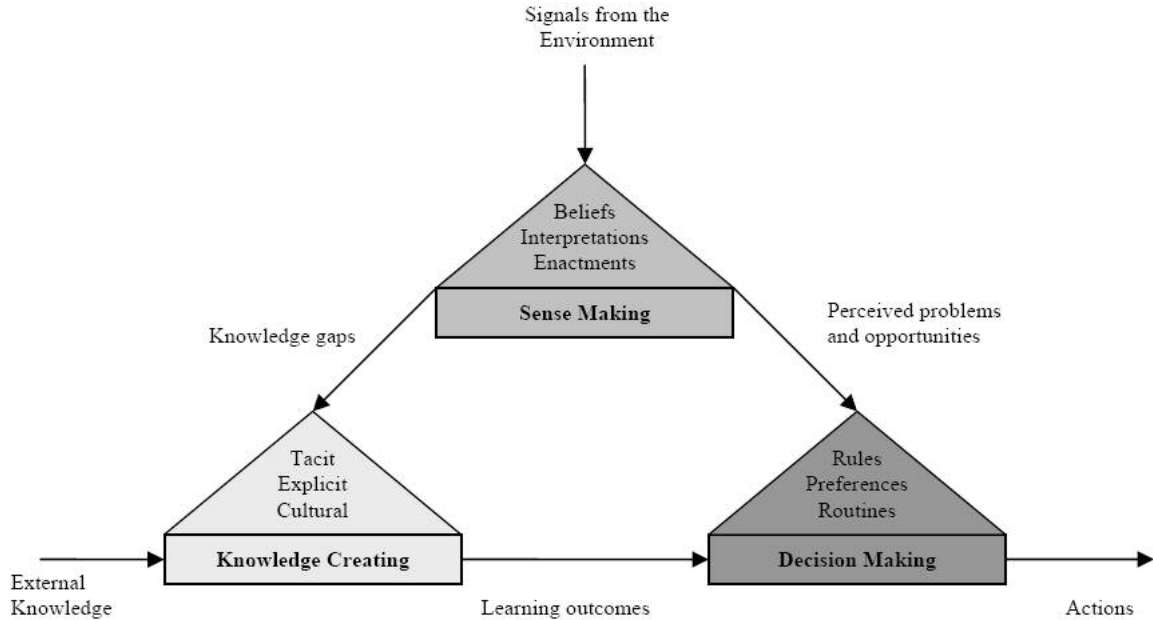 Signals from the
Environment
Beliefs
Interpretations
Enactments
Sense Making
Knowledge gaps
Perceived problems
and opportunities
Tacit
Explicit
Cultural
Knowledge Creating
Rules
Preferences
Routines
Decision Making
External
Knowledge
Learning outcomes
Actions